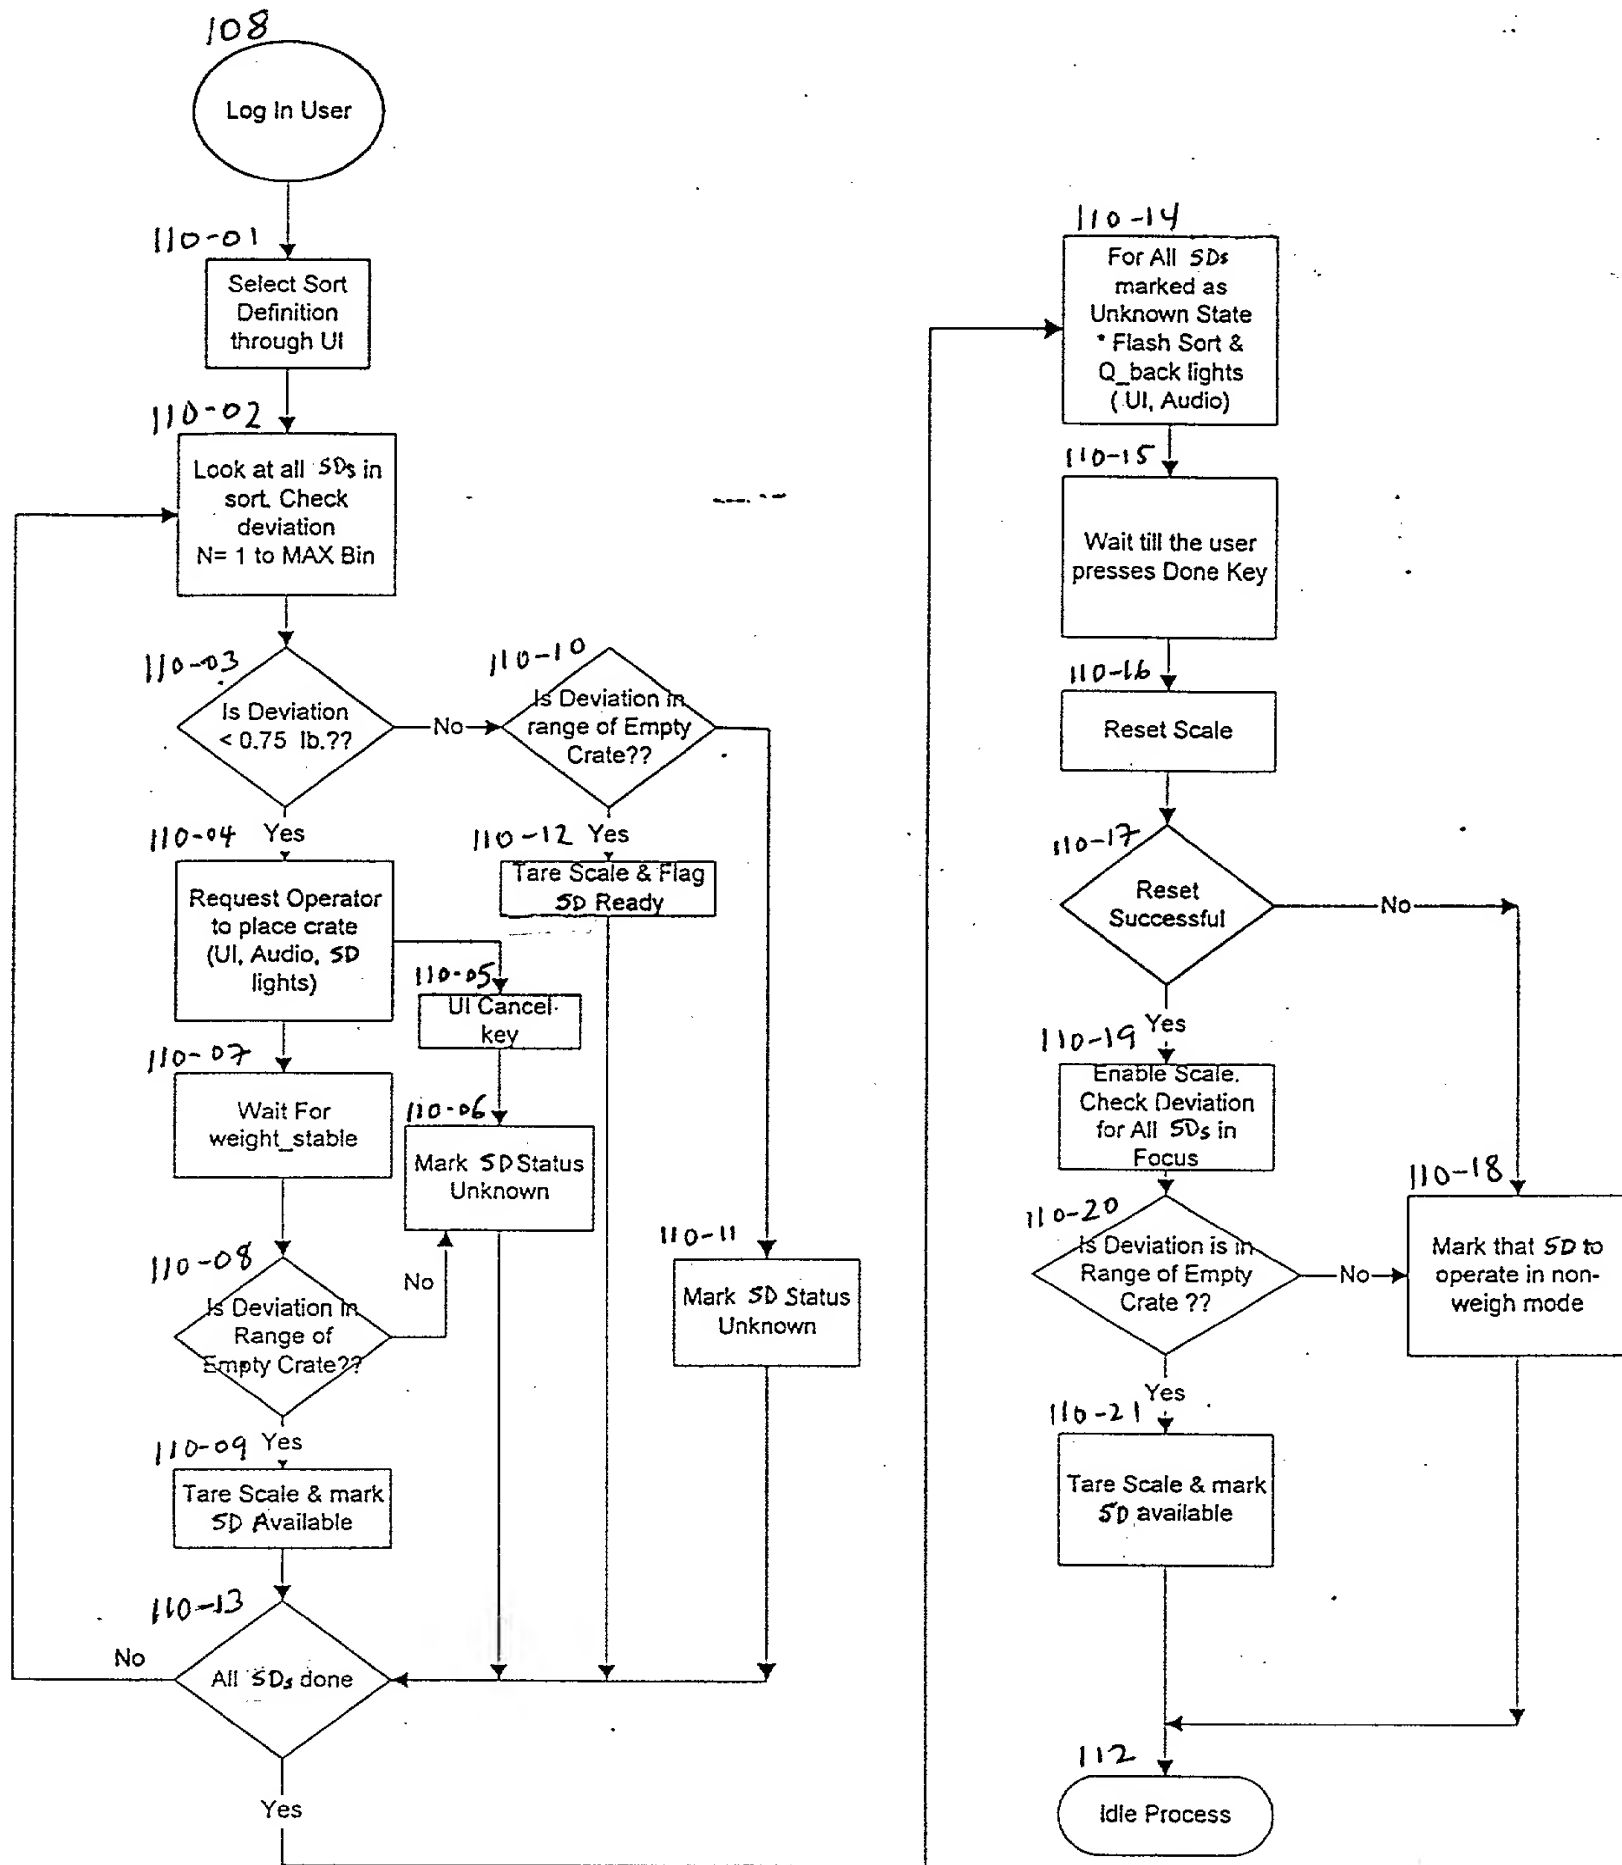 108
Log In User
110-01
Select Sort
Definition
through UI
110-02
Look at all SDs in
sort. Check
deviation
N= 1 to MAX Bin
110-03
Is Deviation
< 0.75 lb.??
No
110-10
Is Deviation in
range of Empty
Crate??
110-04 Yes
Request Operator
to place crate
(UI, Audio, SD
lights)
110-12 Yes
Tare Scale & Flag
SD Ready
110-05
UI Cancel
key
110-07
Wait For
weight_stable
110-06
Mark SD Status
Unknown
110-08
Is Deviation in
Range of
Empty Crate??
No
110-11
Mark SD Status
Unknown
110-09 Yes
Tare Scale & mark
SD Available
110-13
All SDs done
No
Yes
110-14
For All SDs
marked as
Unknown State
* Flash Sort &
Q_back lights
( UI, Audio)
110-15
Wait till the user
presses Done Key
110-16
Reset Scale
110-17
Reset
Successful
No
Yes
110-19
Enable Scale.
Check Deviation
for All SDs in
Focus
110-20
Is Deviation is in
Range of Empty
Crate ??
No
110-18
Mark that SD to
operate in non-
weigh mode
Yes
110-21
Tare Scale & mark
SD available
112
Idle Process